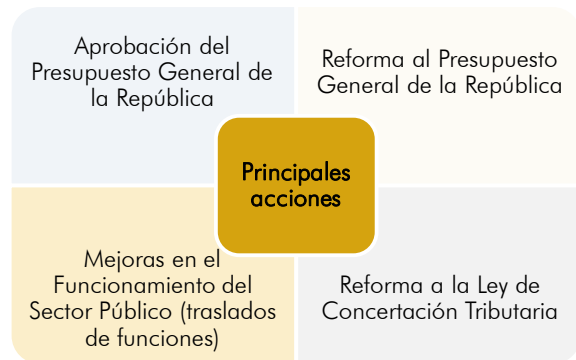 Aprobación del
Presupuesto General de
la República
Reforma al Presupuesto
General de la República
Principales
acciones
Mejoras en el
Funcionamiento del
Sector Público (traslados
de funciones)
Reforma a la Ley de
Concertación Tributaria